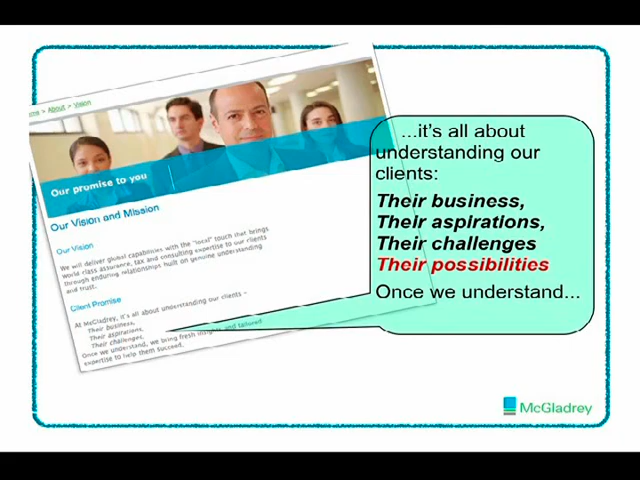 Home > About > Vision
Our promise to you
Our Vision and Mission
Our Vision
We will deliver global capabilities with the "local" touch that brings
world class assurance, tax and consulting expertise to our clients
through enduring relationships built on genuine understanding
and trust.
Client Promise
At McGladrey, it's all about understanding our clients –
Their business,
Their aspirations,
Their challenges.
Once we understand, we bring fresh insights and tailored
expertise to help them succeed.
...it's all about
understanding our
clients:
Their business,
Their aspirations,
Their challenges
Their possibilities
Once we understand...
McGladrey